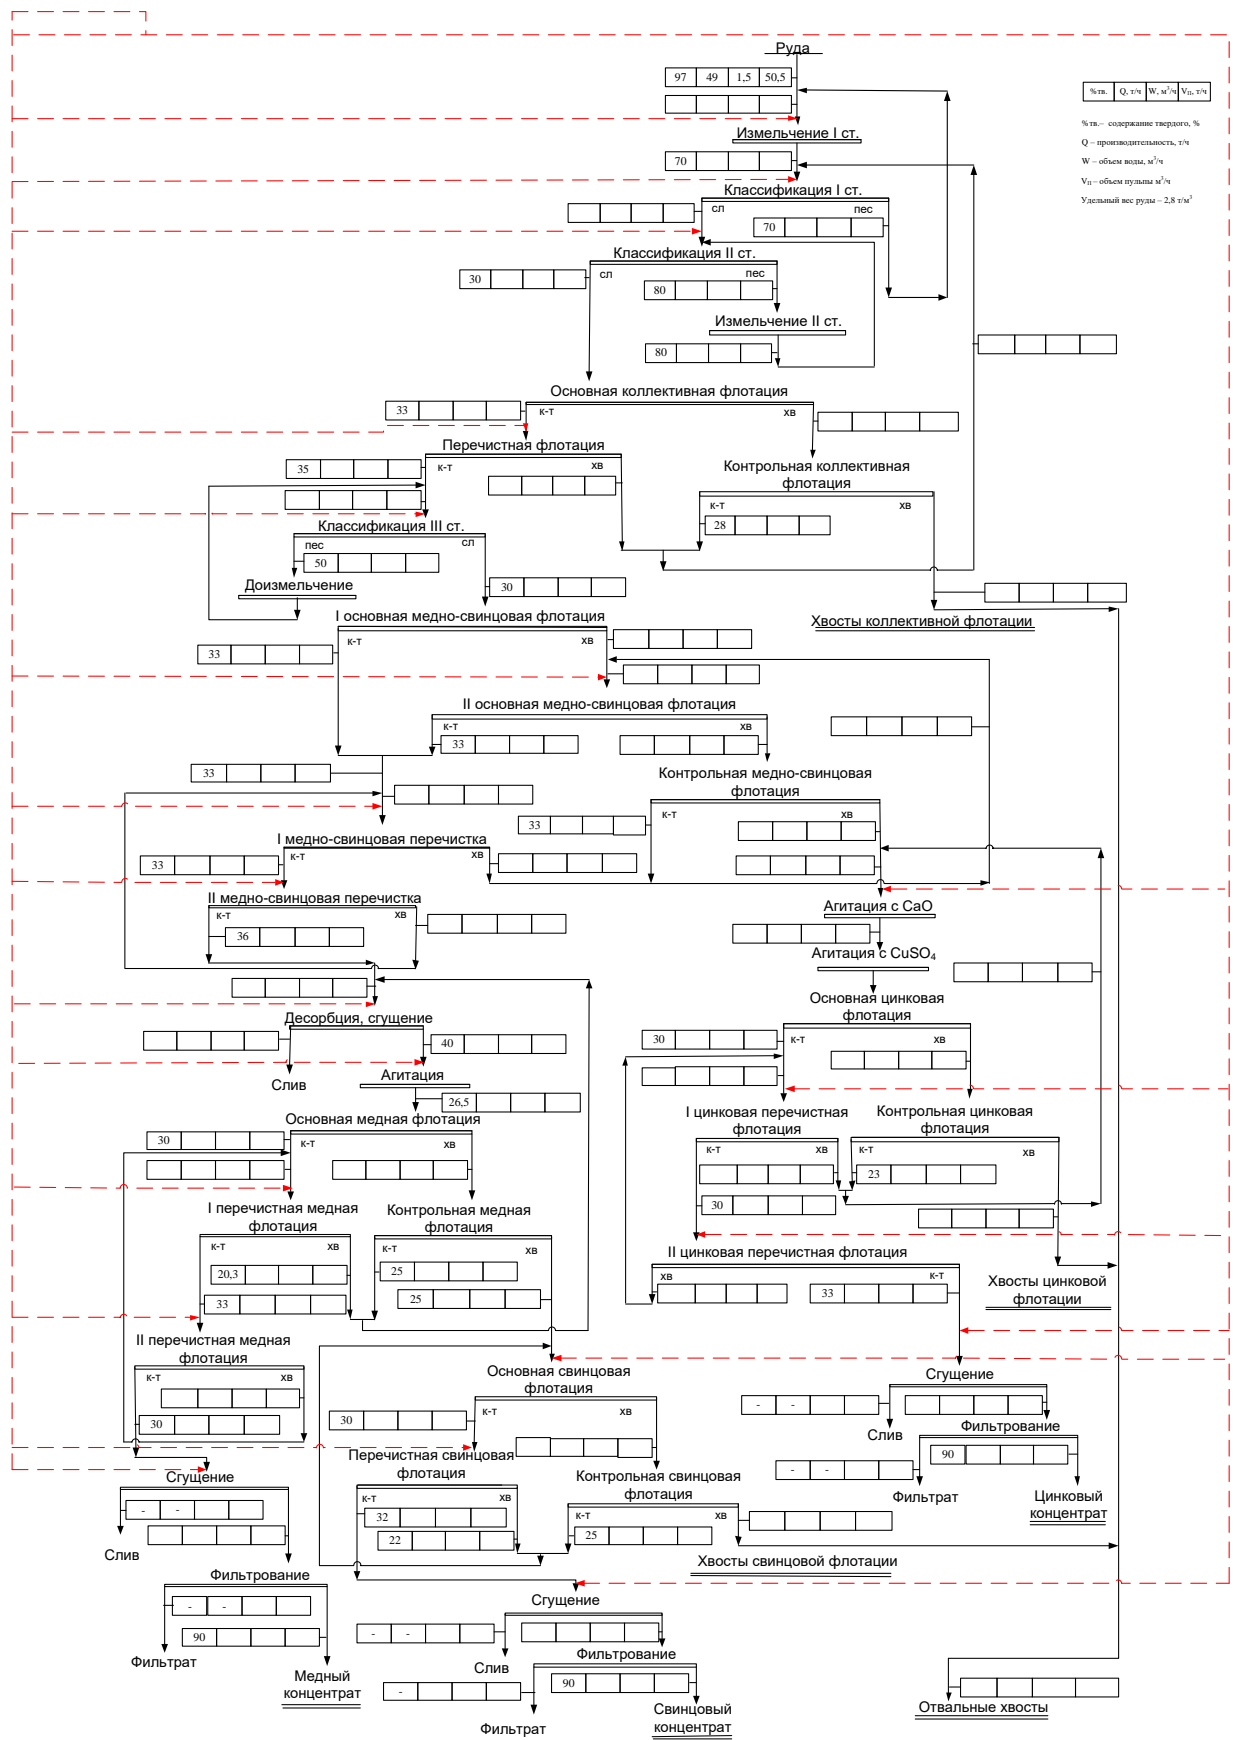 Руда
97 49 1,5 50,5
%тв. Q, т/ч W, м³/ч VП, т/ч
% тв.– содержание твердого, %
Q – производительность, т/ч
W – объем воды, м³/ч
VП – объем пульпы м³/ч
Удельный вес руды – 2,8 т/м³
Измельчение I ст.
70
Классификация I ст.
сл пес
70
Классификация II ст.
сл пес
30
80
Измельчение II ст.
80
Основная коллективная флотация
33
к-т хв
Перечистная флотация
35
к-т хв
Контрольная коллективная
флотация
к-т хв
28
Классификация III ст.
пес сл
50
30
Доизмельчение
I основная медно-свинцовая флотация
Хвосты коллективной флотации
к-т хв
33
II основная медно-свинцовая флотация
к-т хв
33
33
Контрольная медно-свинцовая
флотация
к-т хв
33
I медно-свинцовая перечистка
33
к-т хв
II медно-свинцовая перечистка
к-т хв
36
Агитация с CaO
Агитация с CuSO₄
Основная цинковая
флотация
30
к-т хв
Десорбция, сгущение
40
Слив
Агитация
26,5
Основная медная флотация
30
к-т хв
I цинковая перечистная
флотация
к-т хв
30
Контрольная цинковая
флотация
к-т хв
23
I перечистная медная
флотация
к-т хв
20,3
33
Контрольная медная
флотация
к-т хв
25
25
II цинковая перечистная флотация
хв к-т
33
Хвосты цинковой
флотации
II перечистная медная
флотация
к-т хв
30
Основная свинцовая
флотация
30
к-т хв
Сгущение
- -
Слив
Фильтрование
90
- -
Фильтрат
Цинковый
концентрат
Перечистная свинцовая
флотация
к-т хв
32
22
Контрольная свинцовая
флотация
к-т хв
25
Хвосты свинцовой флотации
Сгущение
- -
Слив
Фильтрование
- -
90
Фильтрат
Медный
концентрат
Сгущение
- -
Слив
Фильтрование
90
-
Фильтрат
Свинцовый
концентрат
Отвальные хвосты